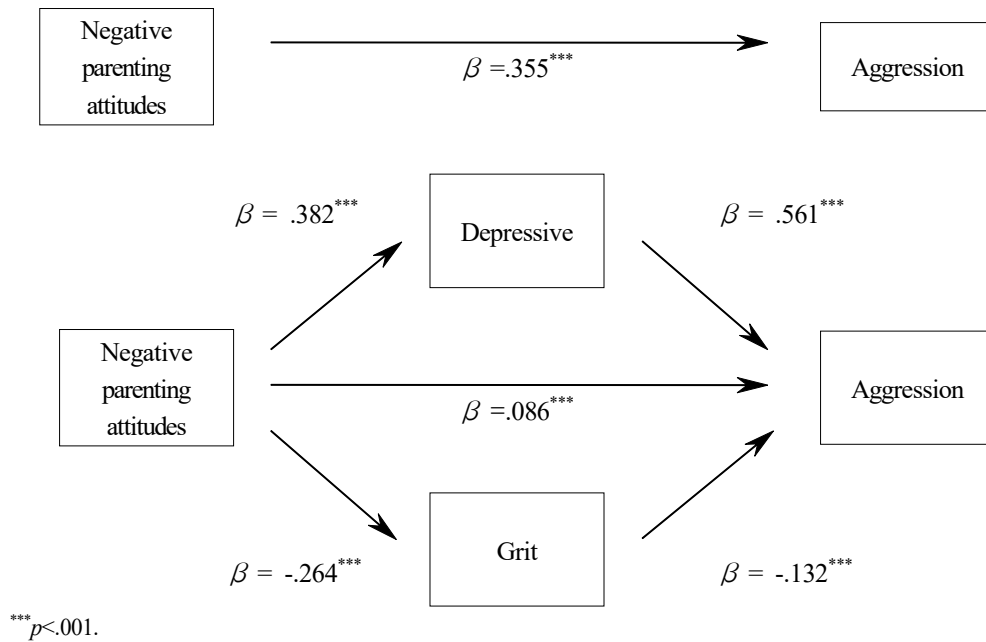 Negative
parenting
attitudes
β =.355***
Aggression
β = .382***
Depressive
β = .561***
Negative
parenting
attitudes
β =.086***
Aggression
β = -.264***
Grit
β = -.132***
***p<.001.